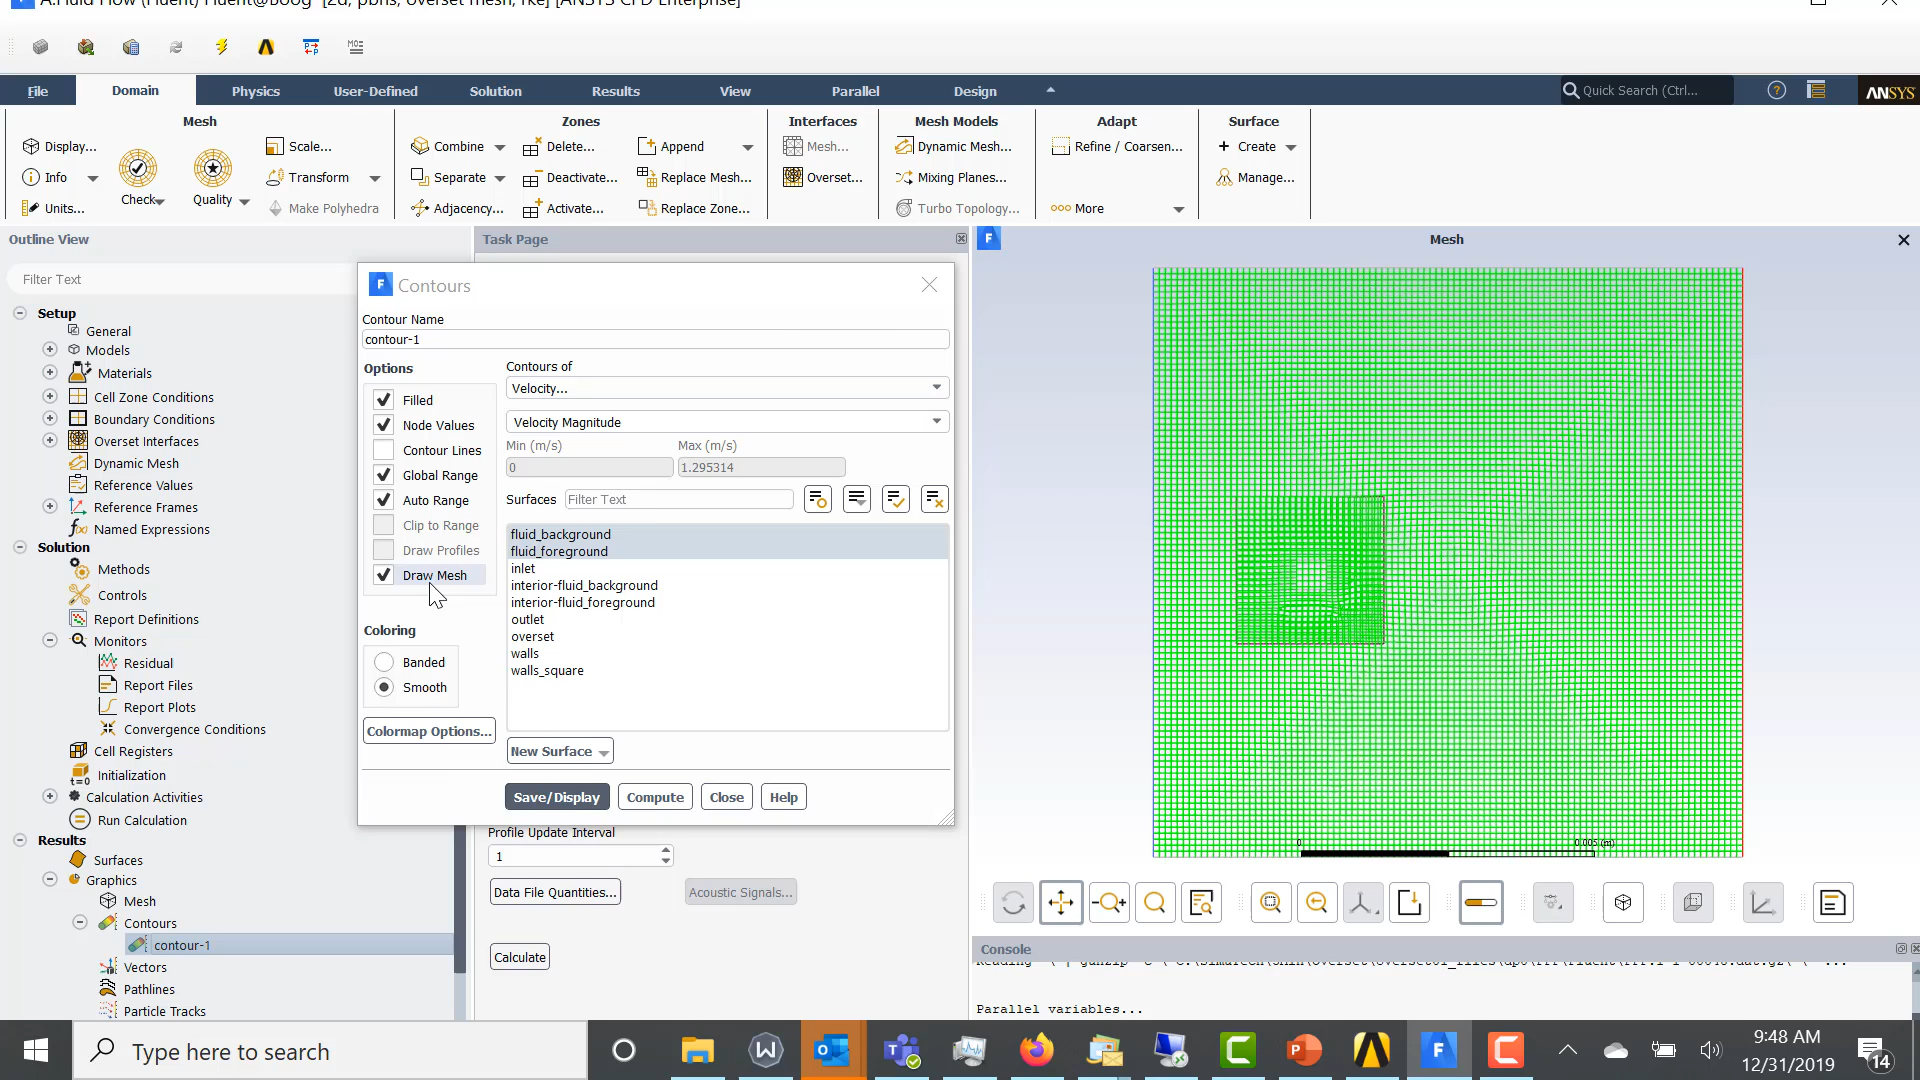 A:Fluid Flow (Fluent) Fluent@Boog [2d, pbns, overset mesh, rke] [ANSYS CFD Enterprise]
File
Domain
Physics
User-Defined
Solution
Results
View
Parallel
Design
Quick Search (Ctrl...
ANSYS
Mesh
Zones
Interfaces
Mesh Models
Adapt
Surface
Display...
Scale...
Combine
Delete...
Append
Mesh...
Dynamic Mesh...
Refine / Coarsen...
Create
Info
Transform
Separate
Deactivate...
Replace Mesh...
Overset...
Mixing Planes...
Manage...
Check
Quality
Units...
Make Polyhedra
Adjacency...
Activate...
Replace Zone...
Turbo Topology...
More
Outline View
Filter Text
Setup
General
Models
Materials
Cell Zone Conditions
Boundary Conditions
Overset Interfaces
Dynamic Mesh
Reference Values
Reference Frames
Named Expressions
Solution
Methods
Controls
Report Definitions
Monitors
Residual
Report Files
Report Plots
Convergence Conditions
Cell Registers
Initialization
Calculation Activities
Run Calculation
Results
Surfaces
Graphics
Mesh
Contours
contour-1
Vectors
Pathlines
Particle Tracks
Task Page
Contours
Contour Name
contour-1
Options
Filled
Node Values
Contour Lines
Global Range
Auto Range
Clip to Range
Draw Profiles
Draw Mesh
Coloring
Banded
Smooth
Colormap Options...
Contours of
Velocity...
Velocity Magnitude
Min (m/s)
Max (m/s)
0
1.295314
Surfaces
Filter Text
fluid_background
fluid_foreground
inlet
interior-fluid_background
interior-fluid_foreground
outlet
overset
walls
walls_square
New Surface
Save/Display
Compute
Close
Help
Profile Update Interval
1
Data File Quantities...
Acoustic Signals...
Calculate
Mesh
0
0.005 (m)
Console
Parallel variables...
Type here to search
9:48 AM
12/31/2019
14